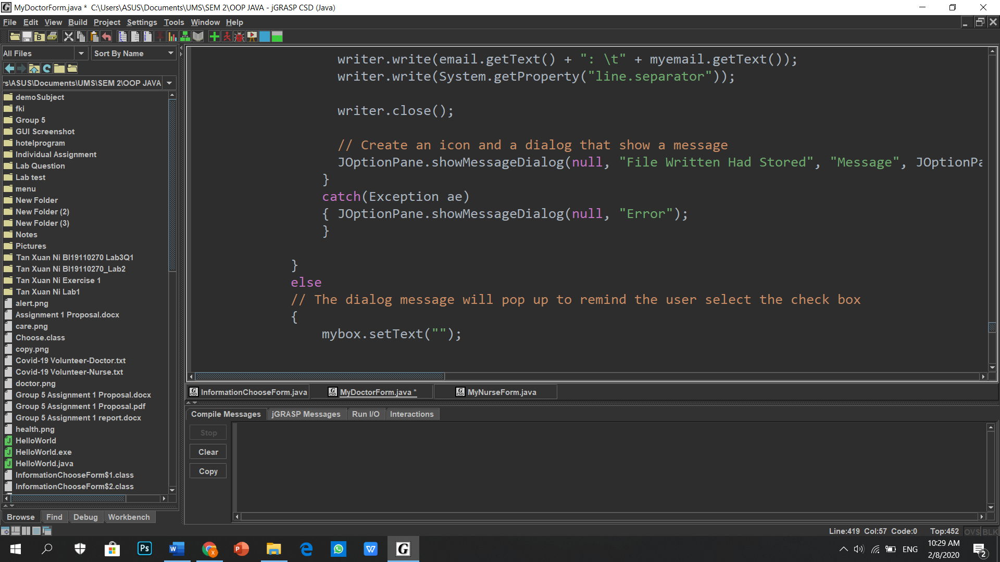 MyDoctorForm.java * C:\Users\ASUS\Documents\UMS\SEM 2\OOP JAVA - jGRASP CSD (Java)
File Edit View Build Project Settings Tools Window Help
All Files
Sort By Name
rs\ASUS\Documents\UMS\SEM 2\OOP JAVA
demoSubject
fki
Group 5
GUI Screenshot
hotelprogram
Individual Assignment
Lab Question
Lab test
menu
New Folder
New Folder (2)
New Folder (3)
Notes
Pictures
Tan Xuan Ni BI19110270 Lab3Q1
Tan Xuan Ni BI19110270_Lab2
Tan Xuan Ni Exercise 1
Tan Xuan Ni Lab1
alert.png
Assignment 1 Proposal.docx
care.png
Choose.class
copy.png
Covid-19 Volunteer-Doctor.txt
Covid-19 Volunteer-Nurse.txt
doctor.png
Group 5 Assignment 1 Proposal.docx
Group 5 Assignment 1 Proposal.pdf
Group 5 Assignment 1 report.docx
health.png
HelloWorld
HelloWorld.exe
HelloWorld.java
InformationChooseForm$1.class
InformationChooseForm$2.class
Browse Find Debug Workbench
writer.write(email.getText() + ": \t" + myemail.getText());
writer.write(System.getProperty("line.separator"));
writer.close();
// Create an icon and a dialog that show a message
JOptionPane.showMessageDialog(null, "File Written Had Stored", "Message", JOptionPa
}
catch(Exception ae)
{ JOptionPane.showMessageDialog(null, "Error");
}
}
else
// The dialog message will pop up to remind the user select the check box
{
mybox.setText("");
InformationChooseForm.java MyDoctorForm.java * MyNurseForm.java
Compile Messages jGRASP Messages Run I/O Interactions
Stop
Clear
Copy
Line:419 Col:57 Code:0 Top:452 OVS BLK
ENG
10:29 AM
2/8/2020
2